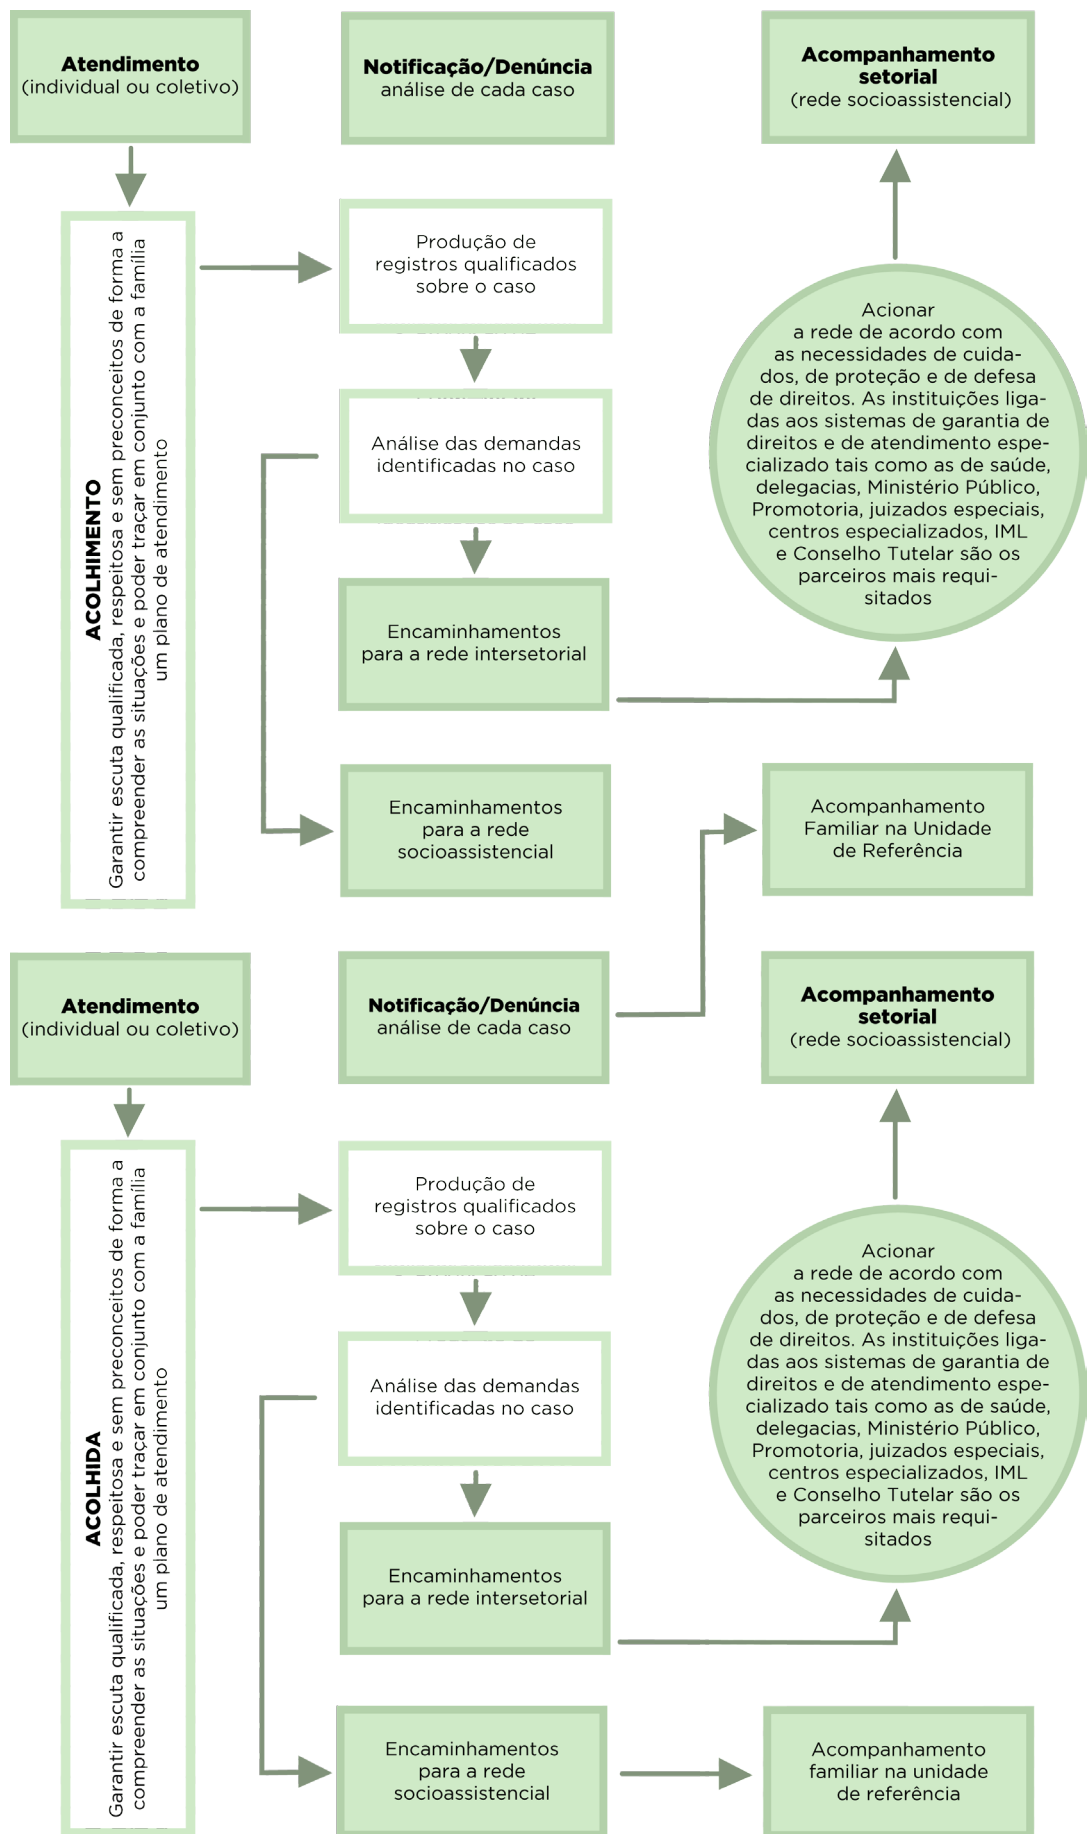 Atendimento
(individual ou coletivo)
Notificação/Denúncia
análise de cada caso
Acompanhamento
setorial
(rede socioassistencial)
ACOLHIMENTO
Garantir escuta qualificada, respeitosa e sem preconceitos de forma a
compreender as situações e poder traçar em conjunto com a família
um plano de atendimento
Produção de
registros qualificados
sobre o caso
Análise das demandas
identificadas no caso
Encaminhamentos
para a rede intersetorial
Encaminhamentos
para a rede
socioassistencial
Acionar
a rede de acordo com
as necessidades de cuida-
dos, de proteção e de defesa
de direitos. As instituições liga-
das aos sistemas de garantia de
direitos e de atendimento espe-
cializado tais como as de saúde,
delegacias, Ministério Público,
Promotoria, juizados especiais,
centros especializados, IML
e Conselho Tutelar são os
parceiros mais requi-
sitados
Acompanhamento
Familiar na Unidade
de Referência
Atendimento
(individual ou coletivo)
Notificação/Denúncia
análise de cada caso
Acompanhamento
setorial
(rede socioassistencial)
ACOLHIDA
Garantir escuta qualificada, respeitosa e sem preconceitos de forma a
compreender as situações e poder traçar em conjunto com a família
um plano de atendimento
Produção de
registros qualificados
sobre o caso
Análise das demandas
identificadas no caso
Encaminhamentos
para a rede intersetorial
Encaminhamentos
para a rede
socioassistencial
Acionar
a rede de acordo com
as necessidades de cuida-
dos, de proteção e de defesa
de direitos. As instituições liga-
das aos sistemas de garantia de
direitos e de atendimento espe-
cializado tais como as de saúde,
delegacias, Ministério Público,
Promotoria, juizados especiais,
centros especializados, IML
e Conselho Tutelar são os
parceiros mais requi-
sitados
Acompanhamento
familiar na unidade
de referência